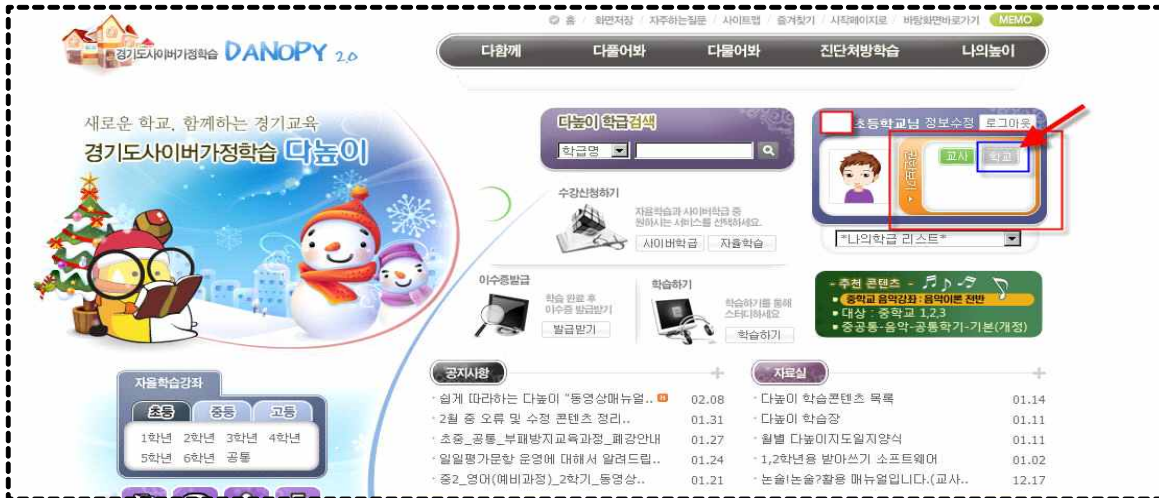 홈 / 화면저장 / 자주하는질문 / 사이트맵 / 즐겨찾기 / 시작페이지로 / 바탕화면바로가기 MEMO
경기도사이버가정학습 DANOPY 2.0
다함께 다풀어봐 다물어봐 진단처방학습 나의높이
새로운 학교, 함께하는 경기교육
경기도사이버가정학습 다높이
다높이 학급검색
학급명
초등학교님 정보수정 로그아웃
교사 학교
*나의학급 리스트*
수강신청하기
자율학습과 사이버학급 중
원하시는 서비스를 선택하세요.
사이버학급 자율학습
이수증발급
학습 완료 후
이수증 발급받기
발급받기
학습하기
학습하기를 통해
스터디하세요
학습하기
- 추천 콘텐츠 -
중학교 음악강좌 : 음악이론 전반
대상 : 중학교 1,2,3
중공통-음악-공통학기-기본(개정)
자율학습강좌
초등 중등 고등
1학년 2학년 3학년 4학년
5학년 6학년 공통
공지사항
쉽게 따라하는 다높이 "동영상매뉴얼.. 02.08
2월 중 오류 및 수정 콘텐츠 정리.. 01.31
초중_공통_부패방지교육과정_폐강안내 01.27
일일평가문항 운영에 대해서 알려드립.. 01.24
중2_영어(예비과정)_2학기_동영상.. 01.21
자료실
다높이 학습콘텐츠 목록 01.14
다높이 학습장 01.11
월별 다높이지도일지양식 01.11
1,2학년용 받아쓰기 소프트웨어 01.02
논술!논술?활용 매뉴얼입니다.(교사.. 12.17